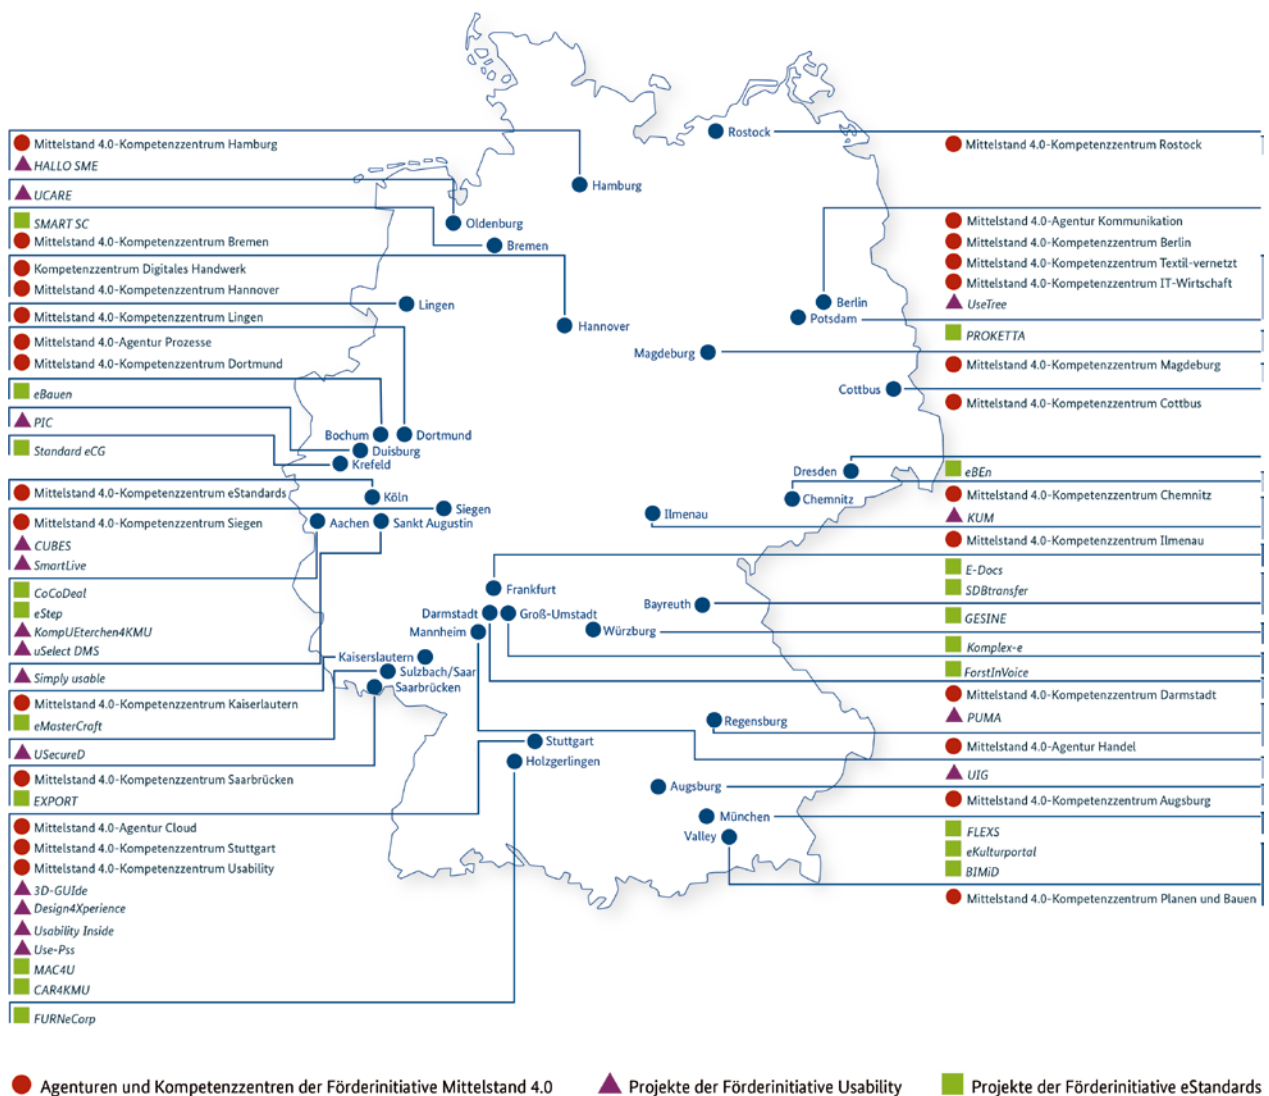 Mittelstand 4.0-Kompetenzzentrum Hamburg
HALLO SME
UCARE
SMART SC
Mittelstand 4.0-Kompetenzzentrum Bremen
Kompetenzzentrum Digitales Handwerk
Mittelstand 4.0-Kompetenzzentrum Hannover
Mittelstand 4.0-Kompetenzzentrum Lingen
Mittelstand 4.0-Agentur Prozesse
Mittelstand 4.0-Kompetenzzentrum Dortmund
eBauen
PIC
Standard eCG
Mittelstand 4.0-Kompetenzzentrum eStandards
Mittelstand 4.0-Kompetenzzentrum Siegen
CUBES
SmartLive
CoCoDeal
eStep
KompUEterchen4KMU
uSelect DMS
Simply usable
Mittelstand 4.0-Kompetenzzentrum Kaiserlautern
eMasterCraft
USecureD
Mittelstand 4.0-Kompetenzzentrum Saarbrücken
EXPORT
Mittelstand 4.0-Agentur Cloud
Mittelstand 4.0-Kompetenzzentrum Stuttgart
Mittelstand 4.0-Kompetenzzentrum Usability
3D-GUIde
Design4Xperience
Usability Inside
Use-Pss
MAC4U
CAR4KMU
FURNeCorp
Rostock
Hamburg
Oldenburg
Bremen
Lingen
Hannover
Berlin
Potsdam
Magdeburg
Cottbus
Bochum
Dortmund
Duisburg
Krefeld
Dresden
Köln
Chemnitz
Siegen
Ilmenau
Aachen
Sankt Augustin
Frankfurt
Bayreuth
Darmstadt
Groß-Umstadt
Mannheim
Würzburg
Kaiserlautern
Sulzbach/Saar
Saarbrücken
Regensburg
Stuttgart
Holzgerlingen
Augsburg
München
Valley
Mittelstand 4.0-Kompetenzzentrum Rostock
Mittelstand 4.0-Agentur Kommunikation
Mittelstand 4.0-Kompetenzzentrum Berlin
Mittelstand 4.0-Kompetenzzentrum Textil-vernetzt
Mittelstand 4.0-Kompetenzzentrum IT-Wirtschaft
UseTree
PROKETTA
Mittelstand 4.0-Kompetenzzentrum Magdeburg
Mittelstand 4.0-Kompetenzzentrum Cottbus
eBEn
Mittelstand 4.0-Kompetenzzentrum Chemnitz
KUM
Mittelstand 4.0-Kompetenzzentrum Ilmenau
E-Docs
SDBtransfer
GESINE
Komplex-e
ForstInVoice
Mittelstand 4.0-Kompetenzzentrum Darmstadt
PUMA
Mittelstand 4.0-Agentur Handel
UIG
Mittelstand 4.0-Kompetenzzentrum Augsburg
FLEXS
eKulturportal
BIMiD
Mittelstand 4.0-Kompetenzzentrum Planen und Bauen
Agenturen und Kompetenzzentren der Förderinitiative Mittelstand 4.0
Projekte der Förderinitiative Usability
Projekte der Förderinitiative eStandards